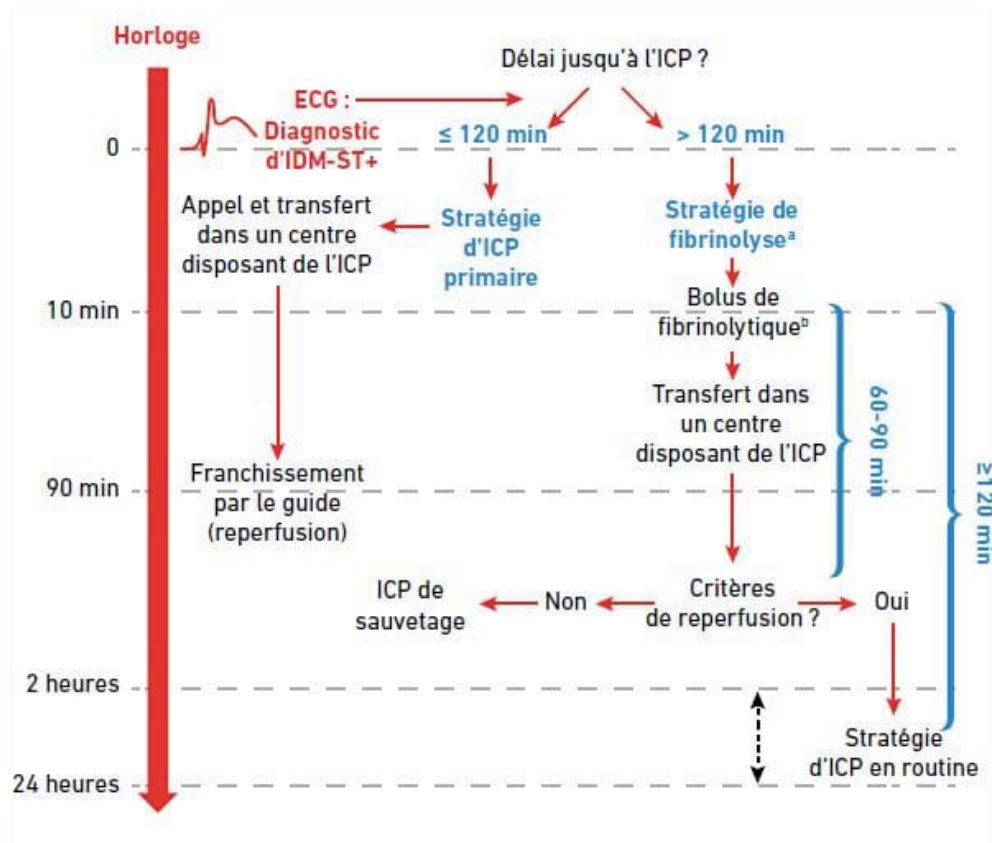 Horloge
Délai jusqu'à l'ICP ?
ECG :
Diagnostic
d'IDM-ST+
≤ 120 min
> 120 min
0
Appel et transfert
dans un centre
disposant de l'ICP
Stratégie
d'ICP
primaire
Stratégie de
fibrinolyseᵃ
10 min
Bolus de
fibrinolytiqueᵇ
Transfert dans
un centre
disposant de l'ICP
60-90 min
≥120 min
90 min
Franchissement
par le guide
(reperfusion)
ICP de
sauvetage
Non
Critères
de reperfusion ?
Oui
2 heures
Stratégie
d'ICP en routine
24 heures